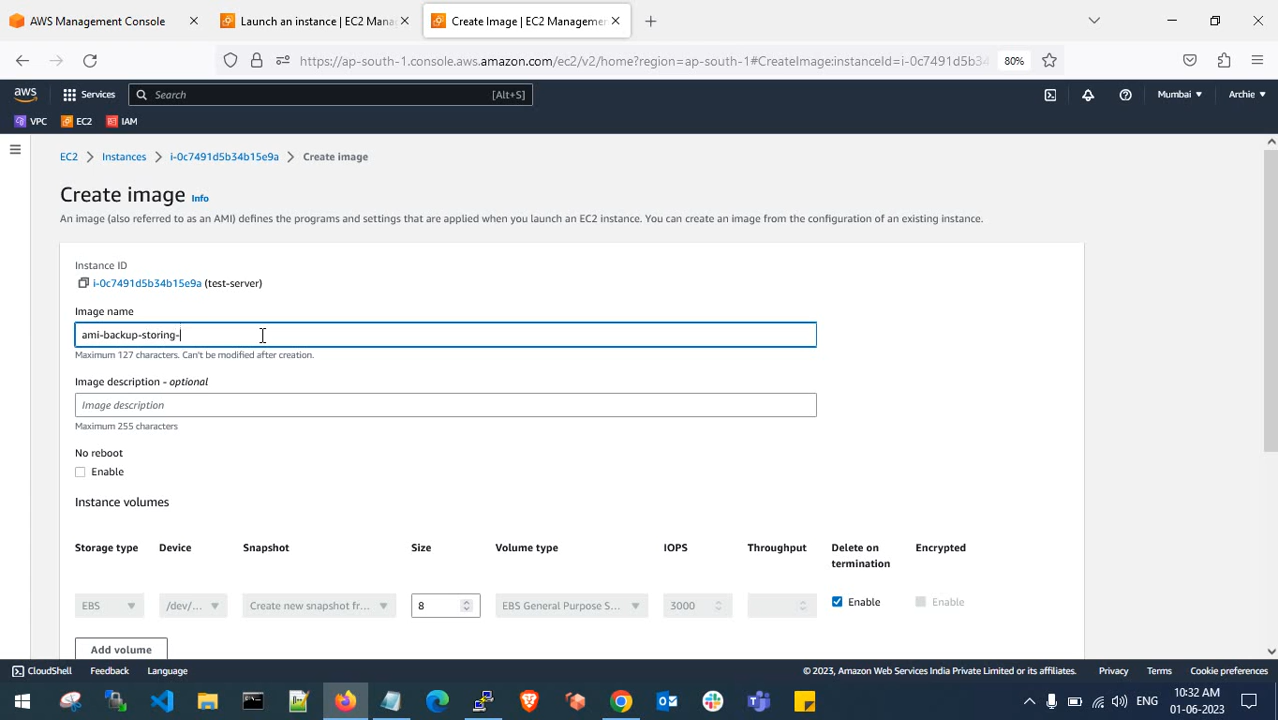 AWS Management Console
Launch an instance | EC2 Mana
Create Image | EC2 Manageme
https://ap-south-1.console.aws.amazon.com/ec2/v2/home?region=ap-south-1#CreateImage:instanceId=i-0c7491d5b34
80%
aws
Services
Search
[Alt+S]
Mumbai
Archie
VPC
EC2
IAM
EC2
Instances
i-0c7491d5b34b15e9a
Create image
Create image Info
An image (also referred to as an AMI) defines the programs and settings that are applied when you launch an EC2 instance. You can create an image from the configuration of an existing instance.
Instance ID
i-0c7491d5b34b15e9a (test-server)
Image name
ami-backup-storing-
Maximum 127 characters. Can't be modified after creation.
Image description - optional
Image description
Maximum 255 characters
No reboot
Enable
Instance volumes
Storage type
Device
Snapshot
Size
Volume type
IOPS
Throughput
Delete on termination
Encrypted
EBS
/dev/...
Create new snapshot fr...
8
EBS General Purpose S...
3000
Enable
Enable
Add volume
CloudShell
Feedback
Language
© 2023, Amazon Web Services India Private Limited or its affiliates.
Privacy
Terms
Cookie preferences
ENG
10:32 AM
01-06-2023